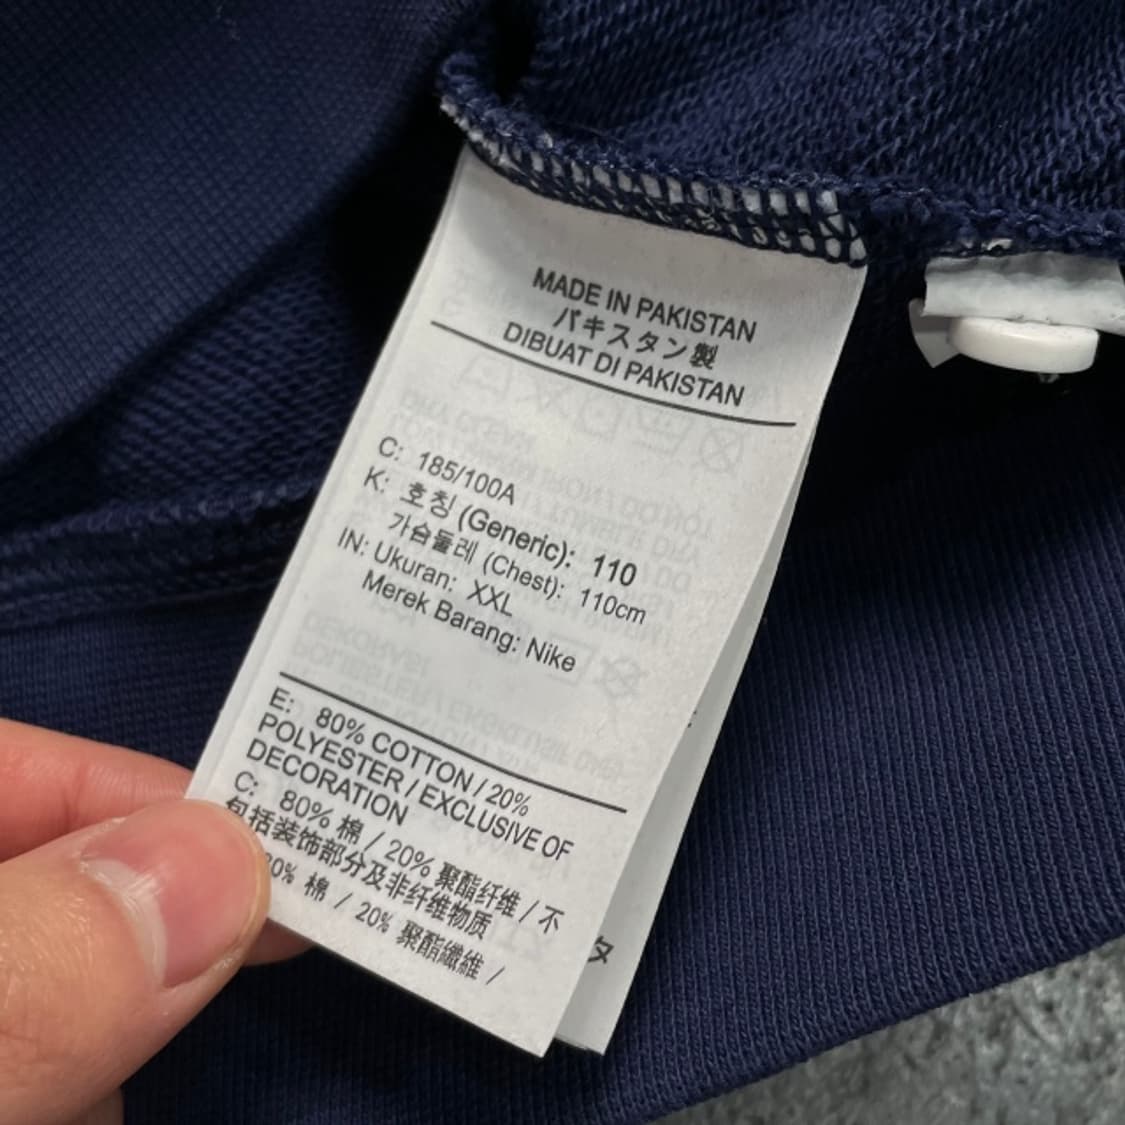 MADE IN PAKISTAN
パキスタン製
DIBUAT DI PAKISTAN
C: 185/100A
K: 호칭 (Generic): 110
가슴둘레 (Chest): 110cm
IN: Ukuran: XXL
Merek Barang: Nike
E: 80% COTTON / 20%
POLYESTER / EXCLUSIVE OF
DECORATION
C: 80% 棉 / 20% 聚酯纤维 / 不
包括装饰部分及非纤维物质
80% 棉 / 20% 聚酯纖維 /
タ